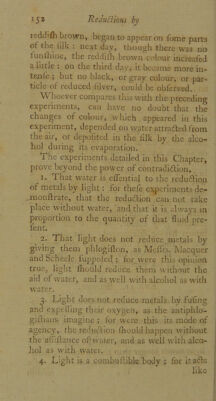 152 Reductions by
reddish brown, began to appear on some parts
of the silk : next day, though there was no
sunshine, the reddish brown colour increased
a little ; on the third day, it became more in-
tense ; but no black, or gray colour, or par-
ticle of reduced silver, could be observed.
Whoever compares this with the preceding
experiments, can have no doubt that the
changes of colour, which appeared in this
experiment, depended on water attracted from
the air, or deposited in the silk by the alco-
hol during its evaporation.
The experiments detailed in this Chapter,
prove beyond the power of contradiction,
1. That water is essential to the reduction
of metals by light : for these experiments de-
monstrate, that the reduction can not take
place without water, and that it is always in
proportion to the quantity of that fluid pre-
sent.
2. That light does not reduce metals by
giving them phlogiston, as Messrs. Macquer
and Scheele supposed ; for were this opinion
true, light should reduce them without the
aid of water, and as well with alcohol as with
water.
3. Light does not reduce metals by fusing
and expelling their oxygen, as the antiphlo-
gistians imagine ; for were this its mode of
agency, the reduction should happen without
the assistance of water, and as well with alco-
hol as with water.
4. Light is a combustible body ; for it acts
like